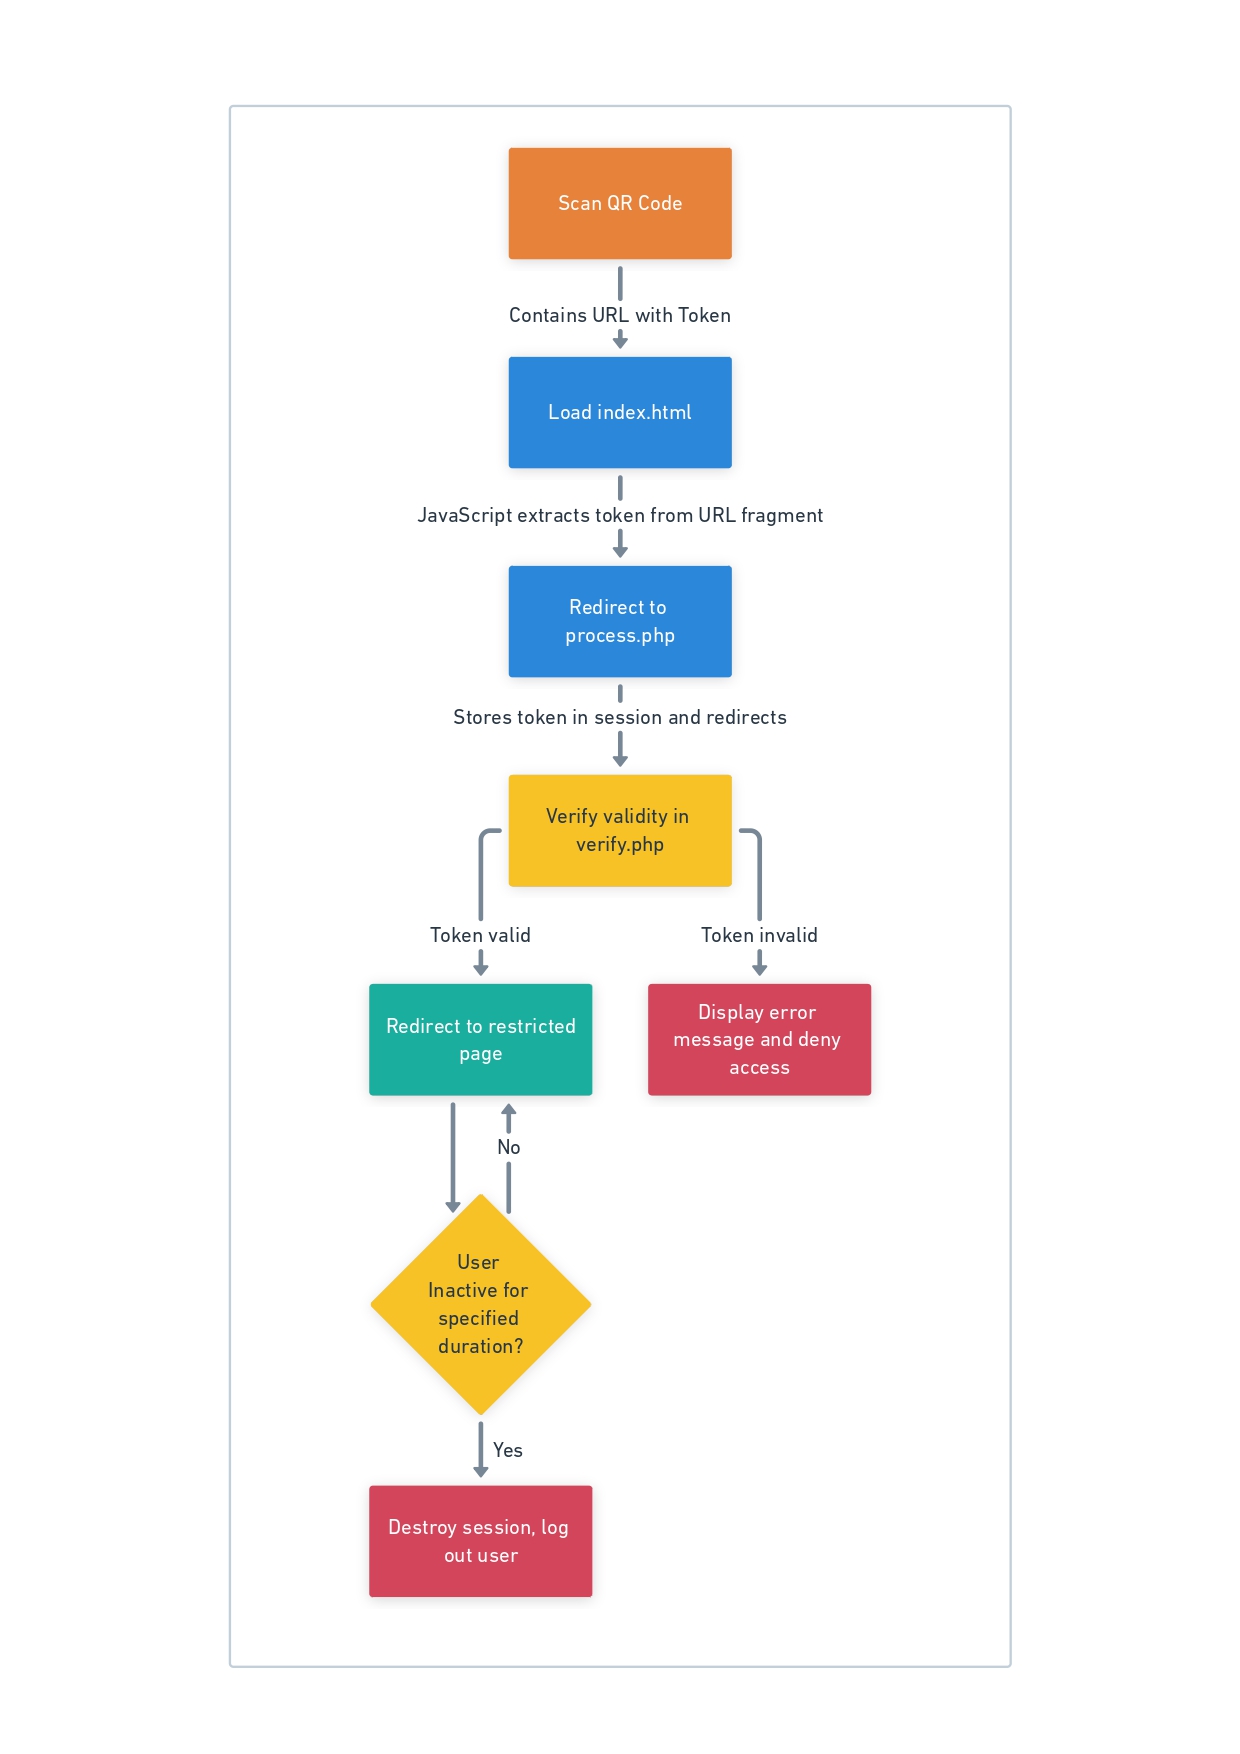 Scan QR Code
Contains URL with Token
Load index.html
JavaScript extracts token from URL fragment
Redirect to
process.php
Stores token in session and redirects
Verify validity in
verify.php
Token valid
Token invalid
Redirect to restricted
page
Display error
message and deny
access
No
User
Inactive for
specified
duration?
Yes
Destroy session, log
out user